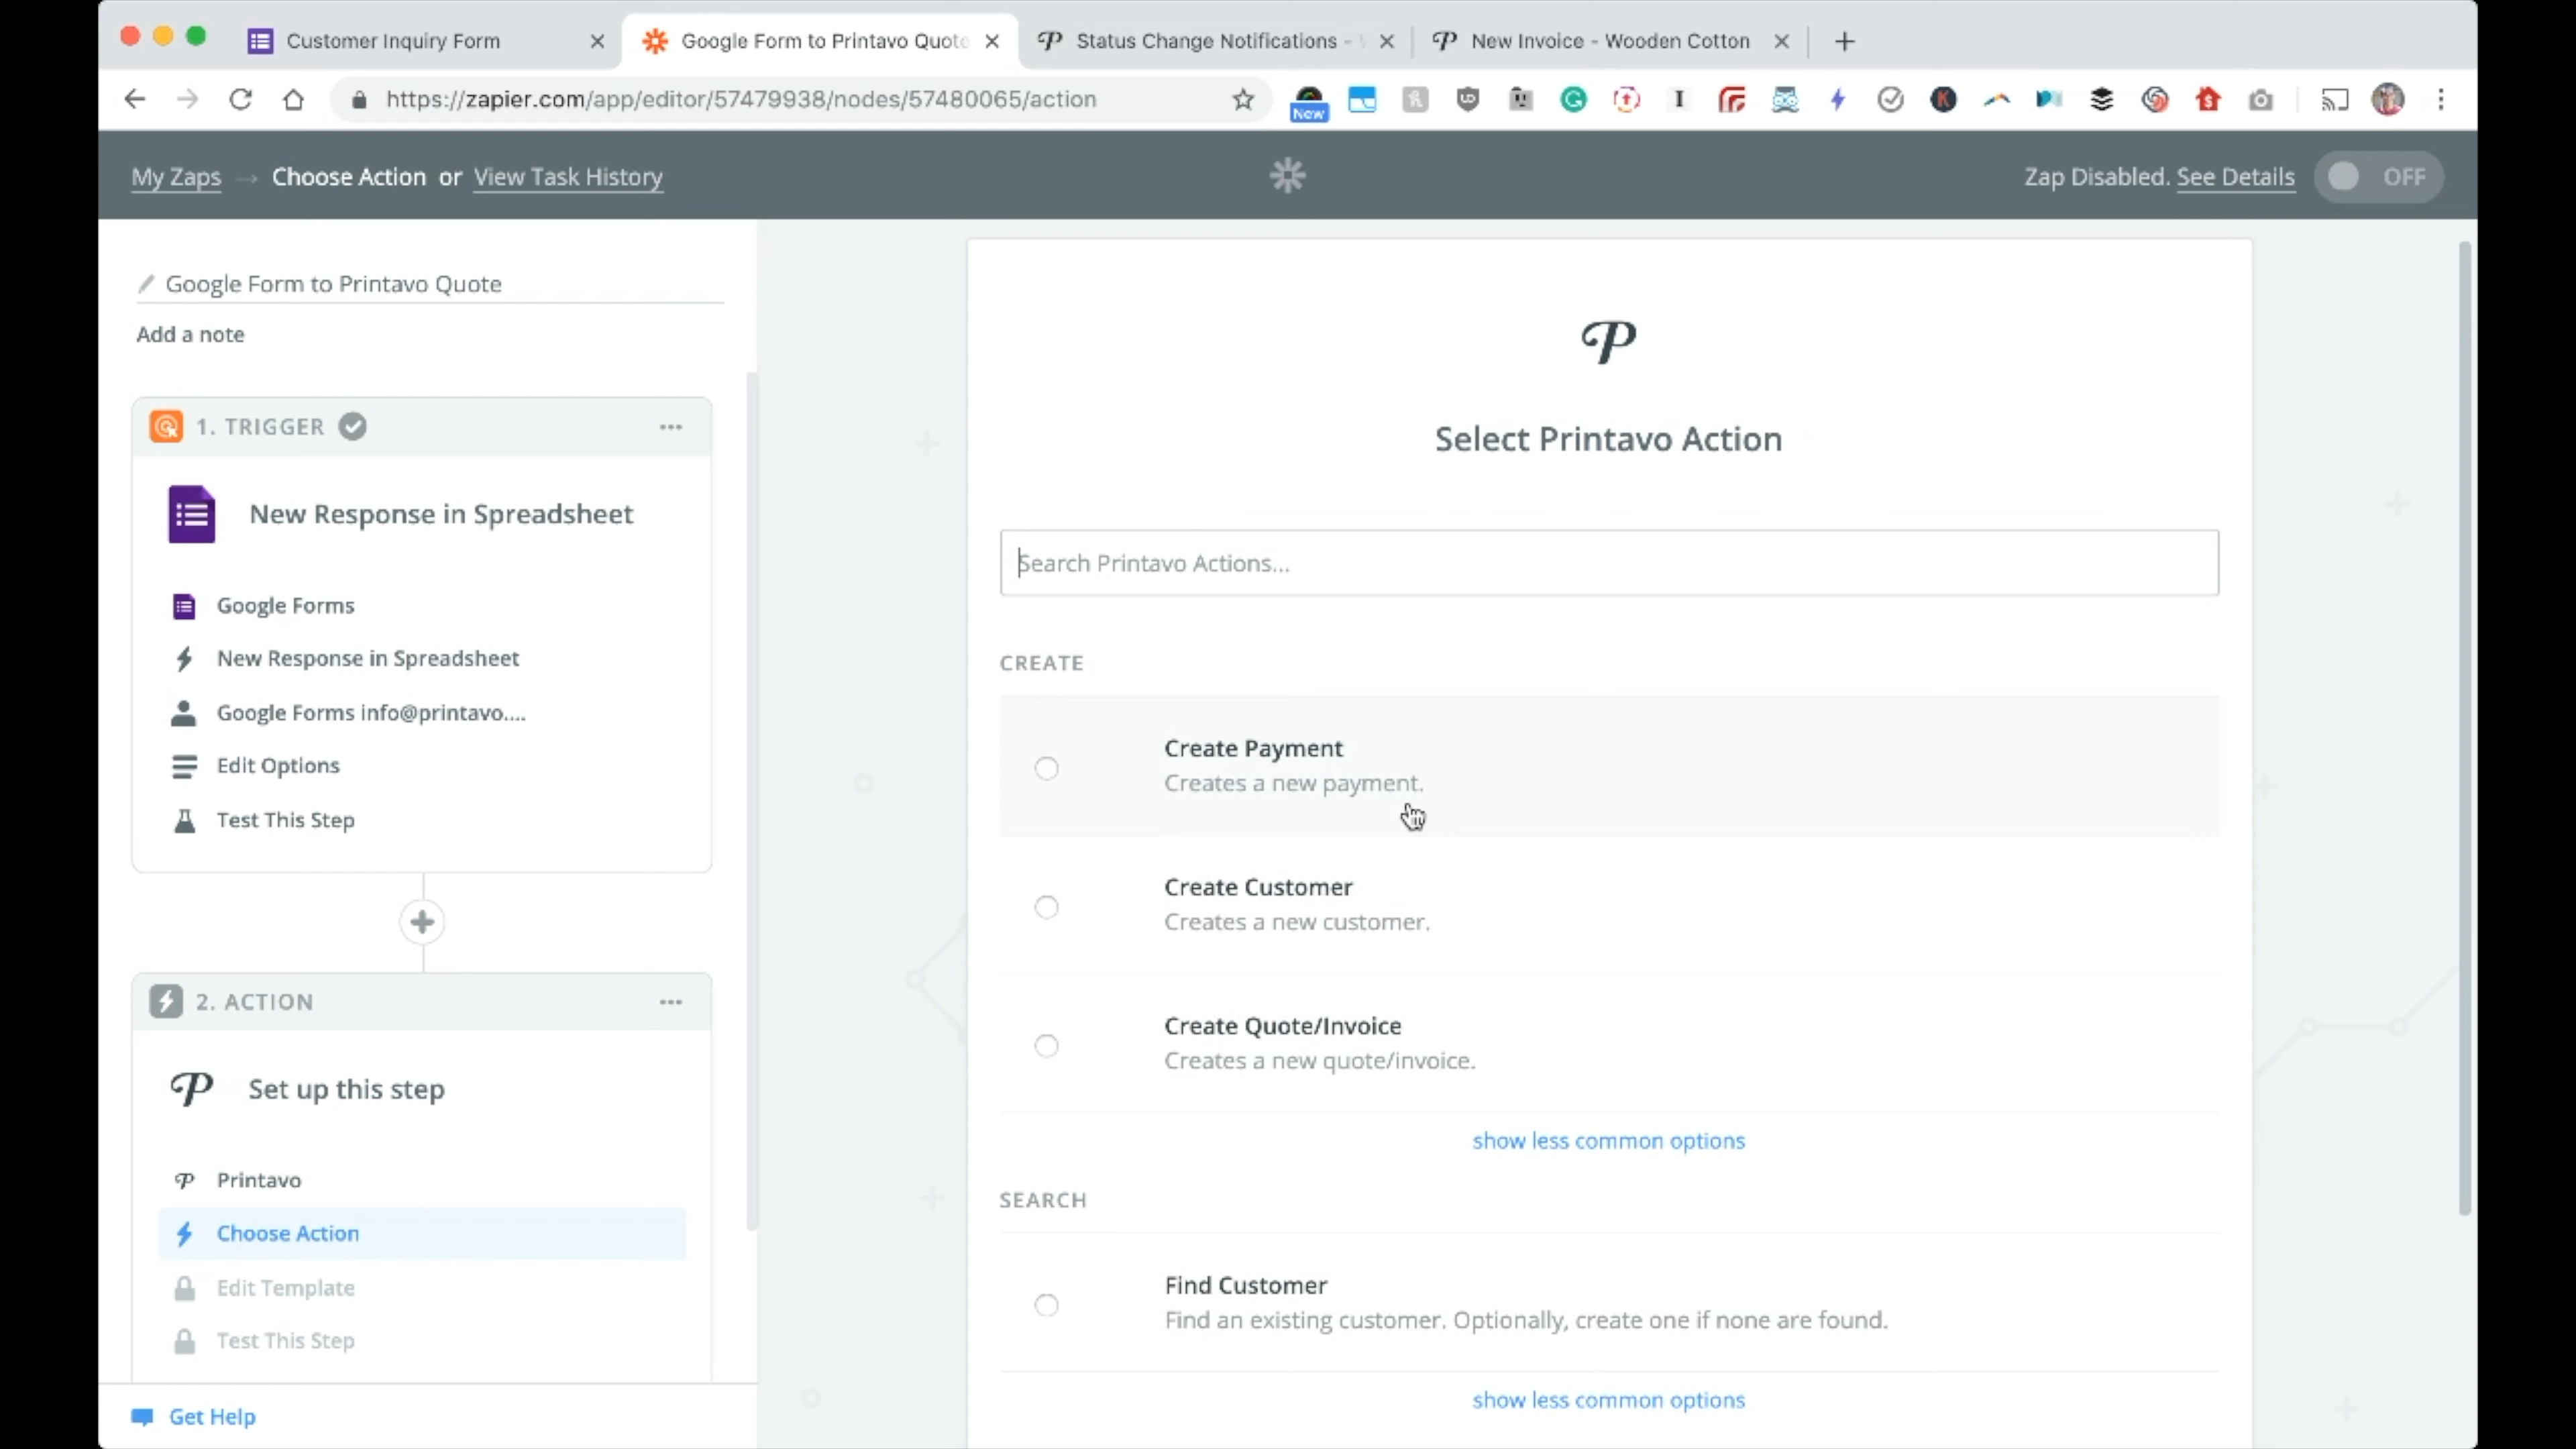 Customer Inquiry Form
Google Form to Printavo Quote
Status Change Notifications -
New Invoice - Wooden Cotton
https://zapier.com/app/editor/57479938/nodes/57480065/action
New
My Zaps → Choose Action or View Task History
Zap Disabled. See Details
OFF
Google Form to Printavo Quote
Add a note
1. TRIGGER
New Response in Spreadsheet
Google Forms
New Response in Spreadsheet
Google Forms info@printavo....
Edit Options
Test This Step
2. ACTION
Set up this step
Printavo
Choose Action
Edit Template
Test This Step
Get Help
Select Printavo Action
Search Printavo Actions...
CREATE
Create Payment
Creates a new payment.
Create Customer
Creates a new customer.
Create Quote/Invoice
Creates a new quote/invoice.
show less common options
SEARCH
Find Customer
Find an existing customer. Optionally, create one if none are found.
show less common options